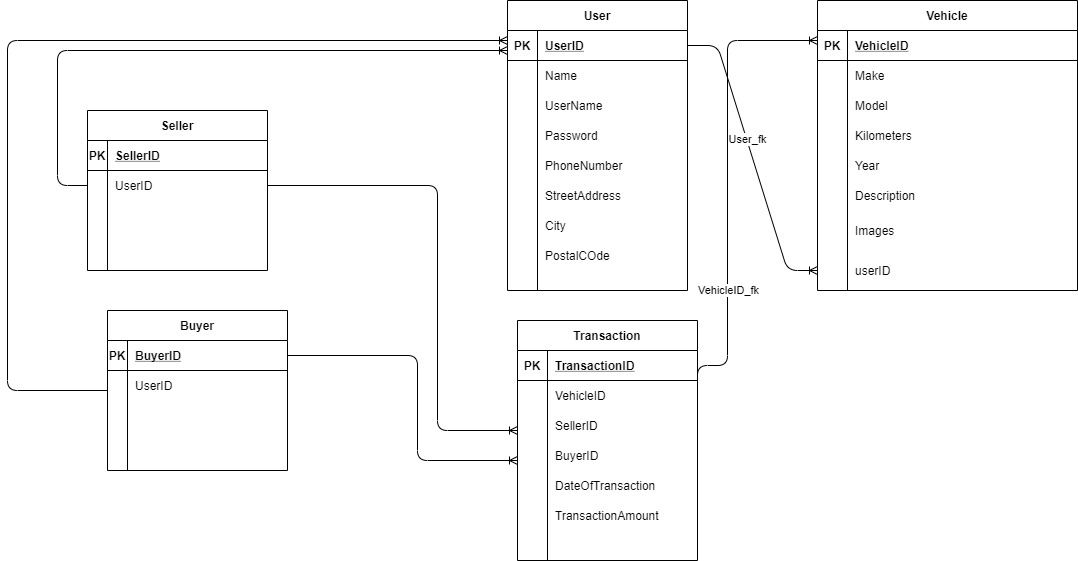 User
PK UserID
Name
UserName
Password
PhoneNumber
StreetAddress
City
PostalCOde
Vehicle
PK VehicleID
Make
Model
Kilometers
Year
Description
Images
userID
Seller
PK SellerID
UserID
User_fk
VehicleID_fk
Buyer
PK BuyerID
UserID
Transaction
PK TransactionID
VehicleID
SellerID
BuyerID
DateOfTransaction
TransactionAmount